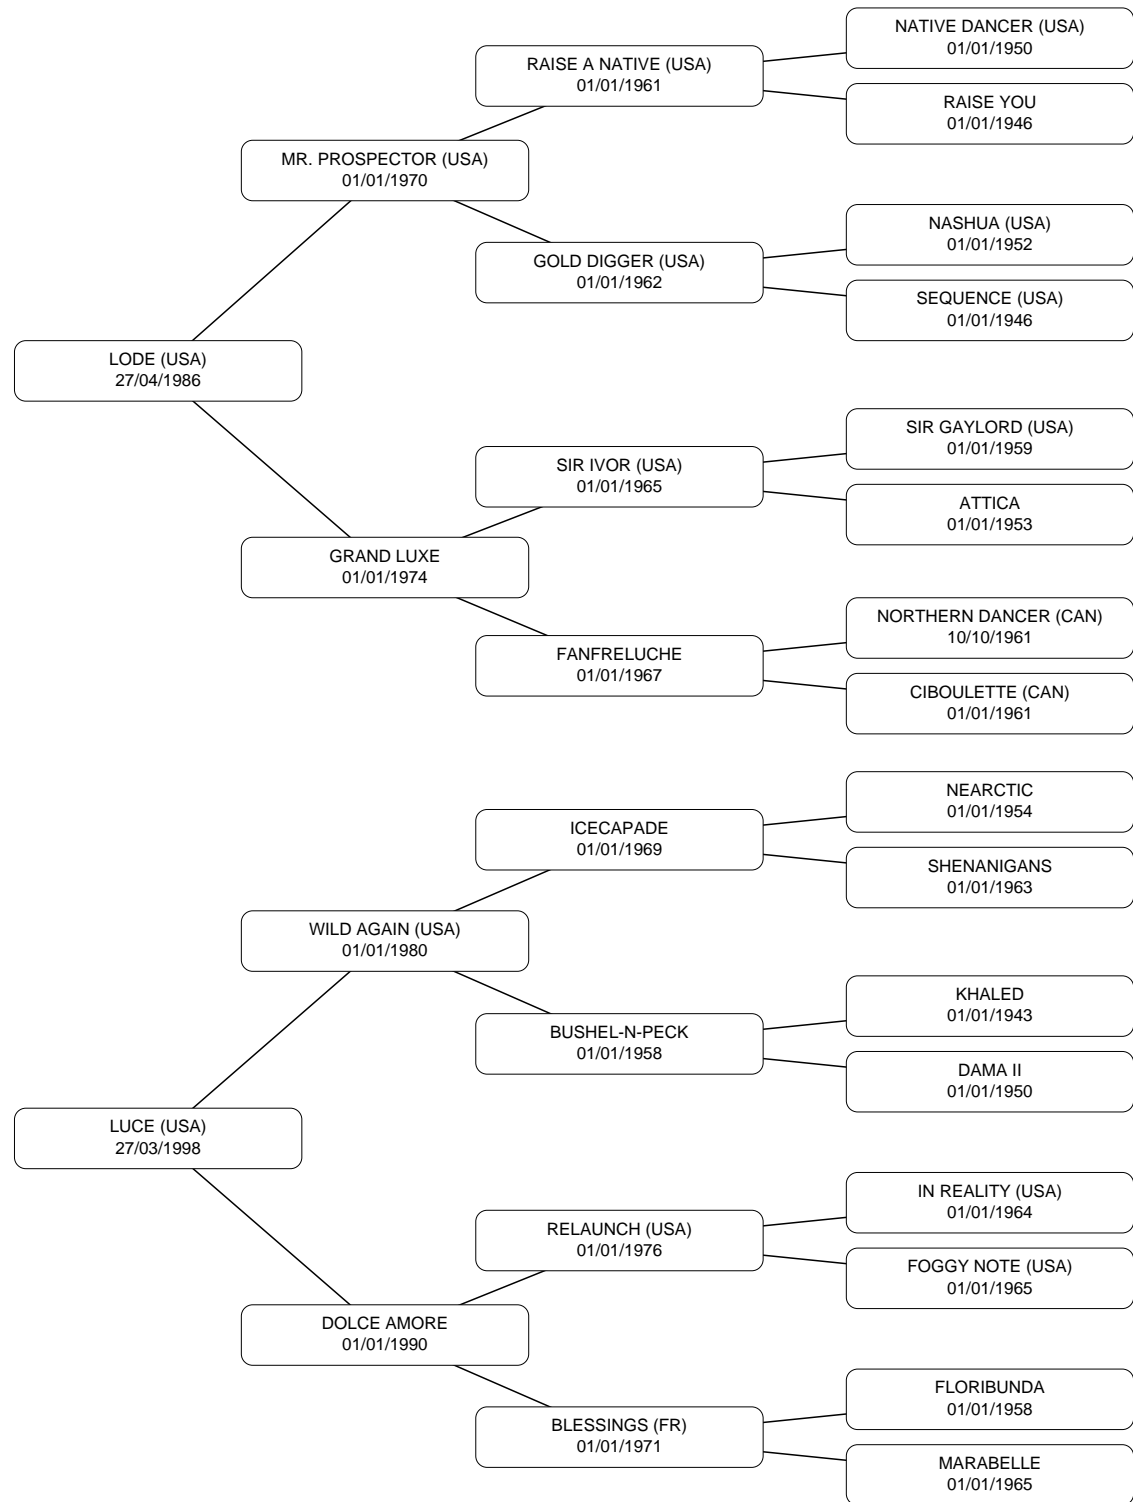 NATIVE DANCER (USA)
01/01/1950
RAISE A NATIVE (USA)
01/01/1961
RAISE YOU
01/01/1946
MR. PROSPECTOR (USA)
01/01/1970
NASHUA (USA)
01/01/1952
GOLD DIGGER (USA)
01/01/1962
SEQUENCE (USA)
01/01/1946
LODE (USA)
27/04/1986
SIR GAYLORD (USA)
01/01/1959
SIR IVOR (USA)
01/01/1965
ATTICA
01/01/1953
GRAND LUXE
01/01/1974
NORTHERN DANCER (CAN)
10/10/1961
FANFRELUCHE
01/01/1967
CIBOULETTE (CAN)
01/01/1961
NEARCTIC
01/01/1954
ICECAPADE
01/01/1969
SHENANIGANS
01/01/1963
WILD AGAIN (USA)
01/01/1980
KHALED
01/01/1943
BUSHEL-N-PECK
01/01/1958
DAMA II
01/01/1950
LUCE (USA)
27/03/1998
IN REALITY (USA)
01/01/1964
RELAUNCH (USA)
01/01/1976
FOGGY NOTE (USA)
01/01/1965
DOLCE AMORE
01/01/1990
FLORIBUNDA
01/01/1958
BLESSINGS (FR)
01/01/1971
MARABELLE
01/01/1965